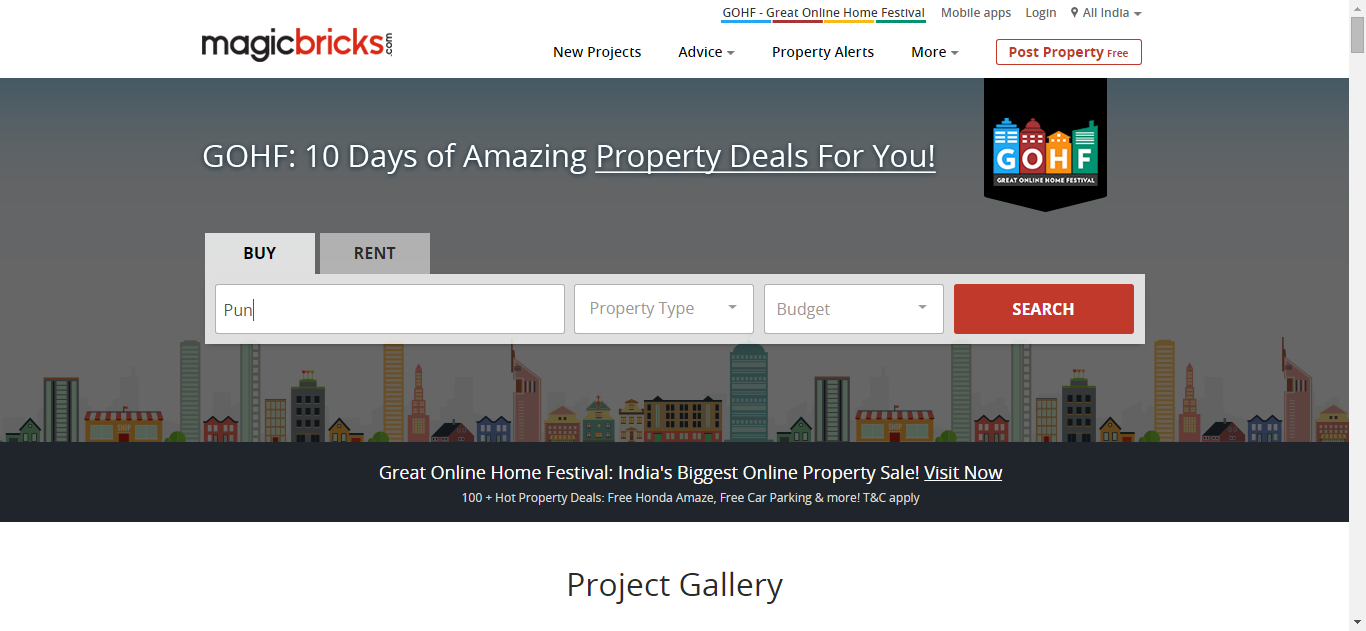 GOHF - Great Online Home Festival Mobile apps Login All India
magicbricks.com
New Projects Advice Property Alerts More Post Property Free
GOHF: 10 Days of Amazing Property Deals For You!
GOHF
GREAT ONLINE HOME FESTIVAL
BUY RENT
Pun Property Type Budget SEARCH
SHOP SHOP
Great Online Home Festival: India's Biggest Online Property Sale! Visit Now
100 + Hot Property Deals: Free Honda Amaze, Free Car Parking & more! T&C apply
Project Gallery